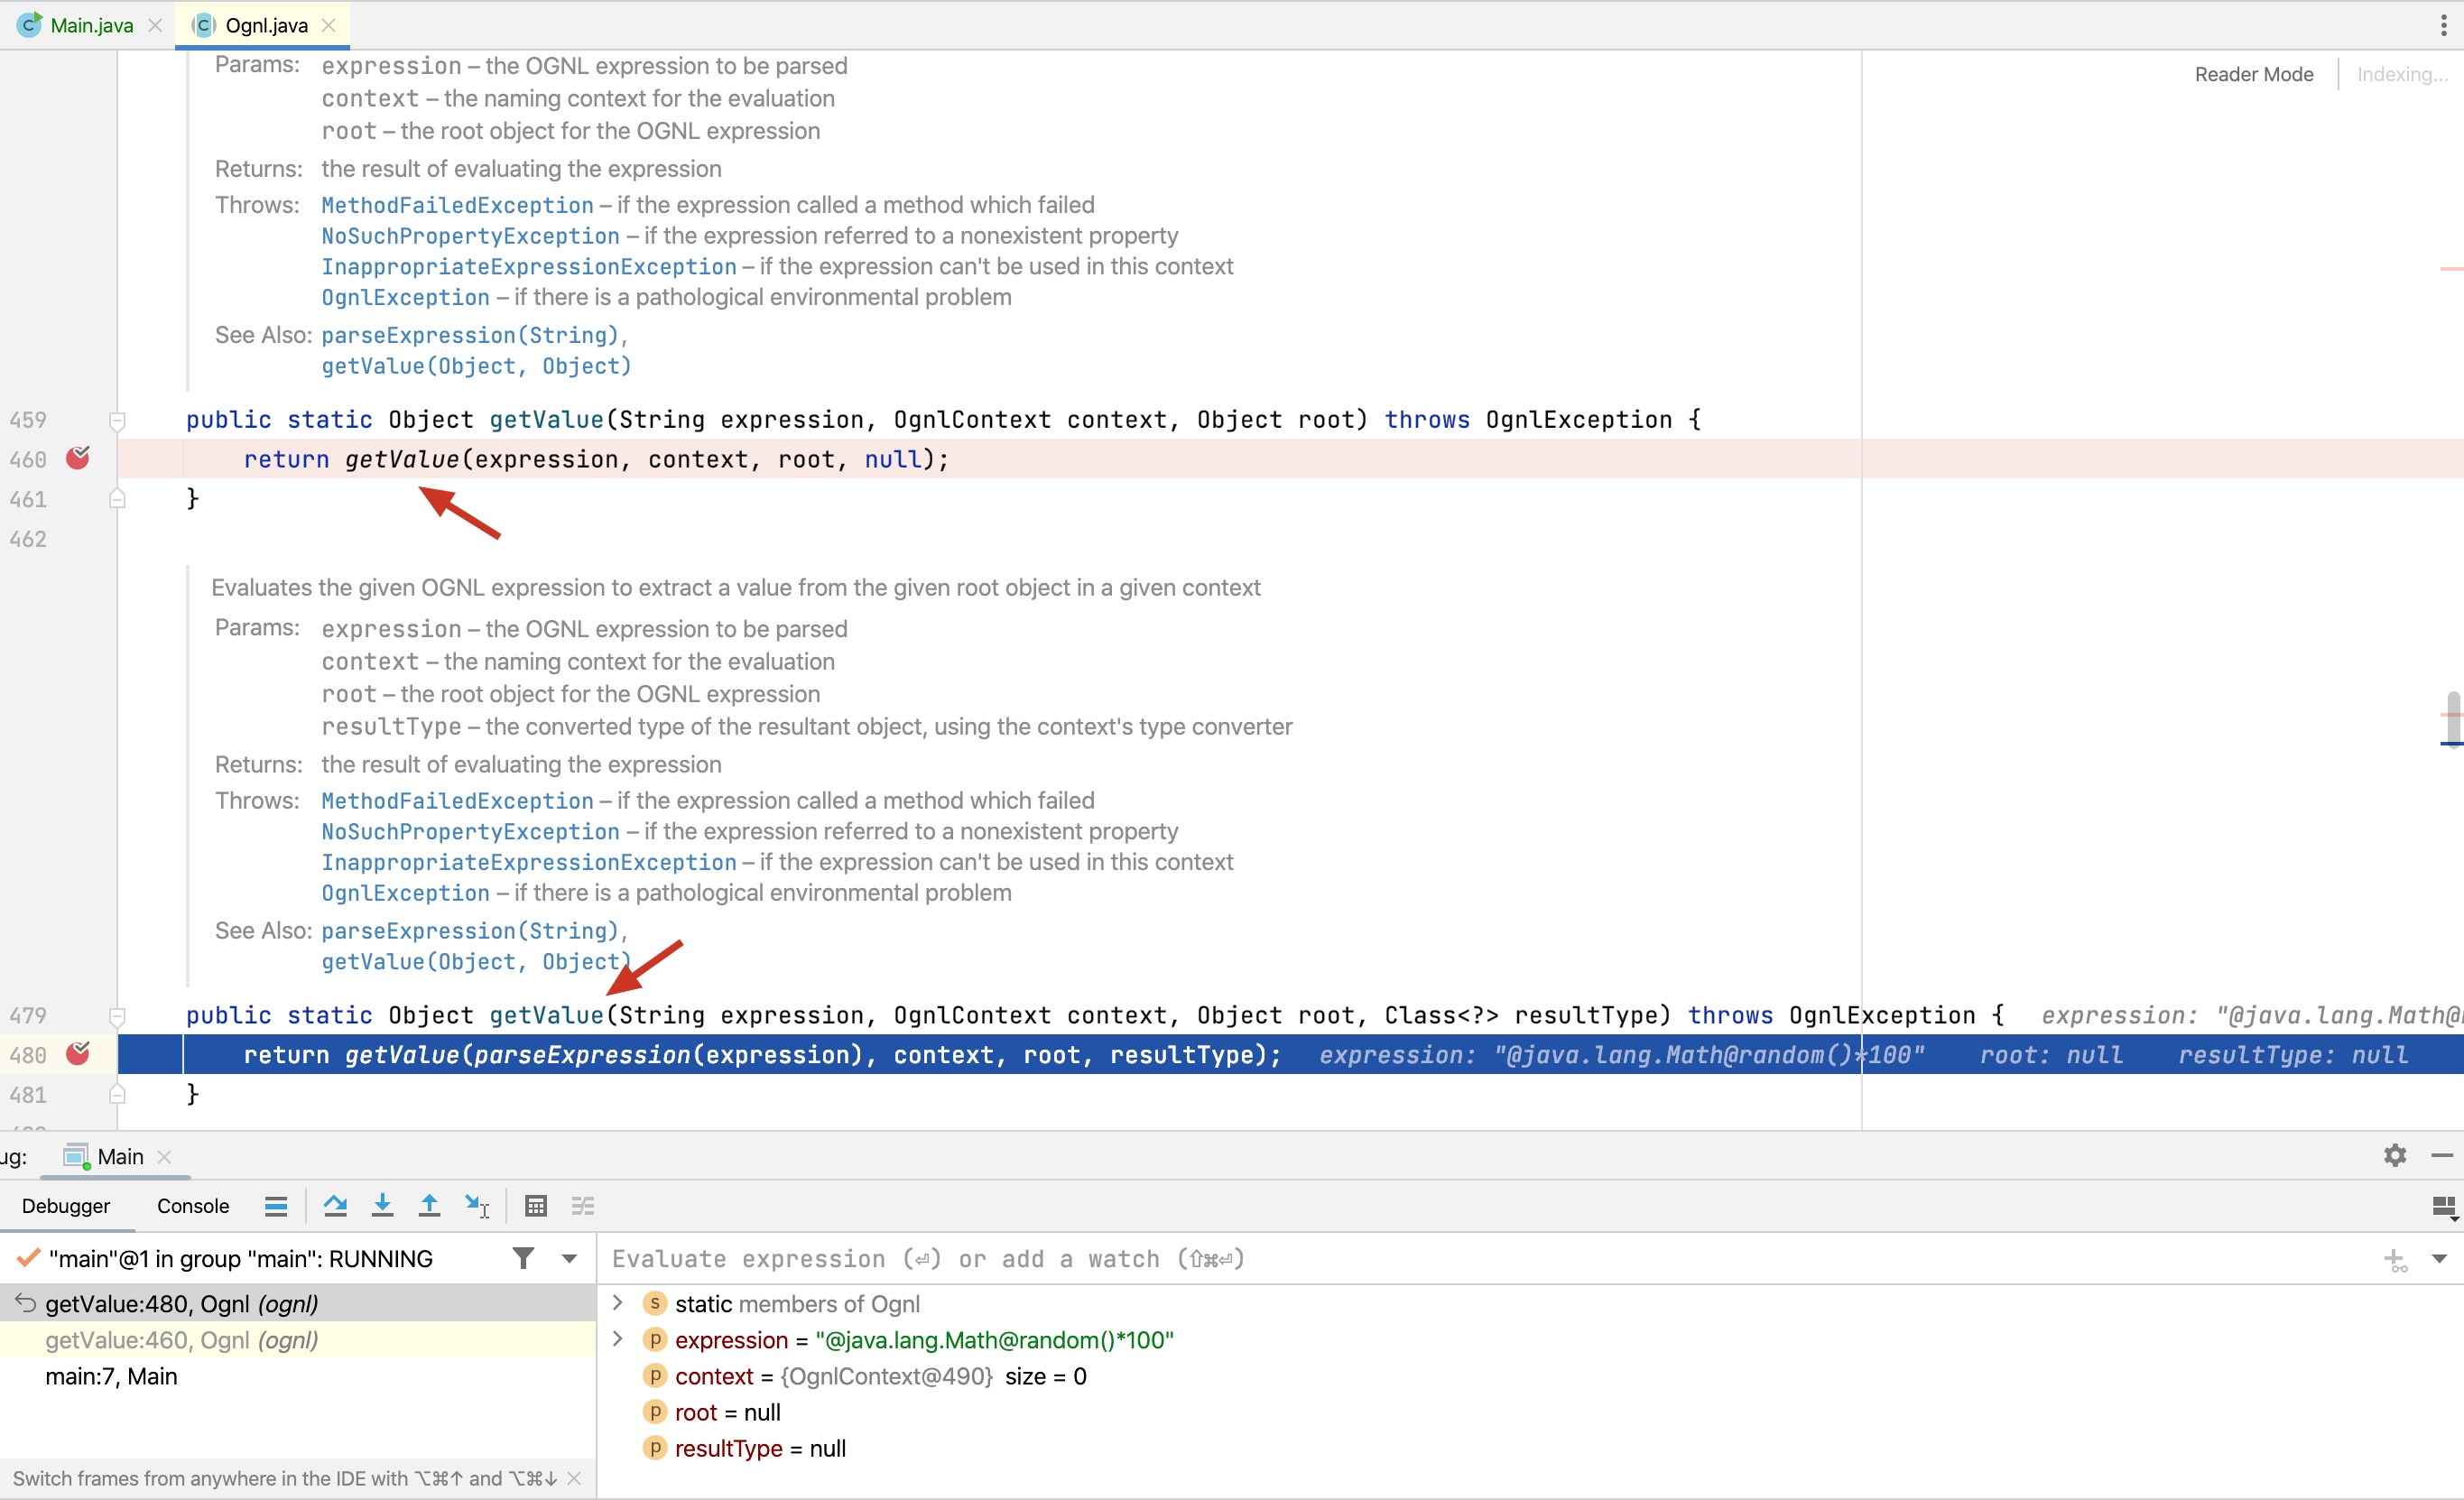 Main.java
Ognl.java
Reader Mode
Indexing...
Params: expression – the OGNL expression to be parsed
context – the naming context for the evaluation
root – the root object for the OGNL expression
Returns: the result of evaluating the expression
Throws: MethodFailedException – if the expression called a method which failed
NoSuchPropertyException – if the expression referred to a nonexistent property
InappropriateExpressionException – if the expression can't be used in this context
OgnlException – if there is a pathological environmental problem
See Also: parseExpression(String),
getValue(Object, Object)
459 public static Object getValue(String expression, OgnlContext context, Object root) throws OgnlException {
460 return getValue(expression, context, root, null);
461 }
462
Evaluates the given OGNL expression to extract a value from the given root object in a given context
Params: expression – the OGNL expression to be parsed
context – the naming context for the evaluation
root – the root object for the OGNL expression
resultType – the converted type of the resultant object, using the context's type converter
Returns: the result of evaluating the expression
Throws: MethodFailedException – if the expression called a method which failed
NoSuchPropertyException – if the expression referred to a nonexistent property
InappropriateExpressionException – if the expression can't be used in this context
OgnlException – if there is a pathological environmental problem
See Also: parseExpression(String),
getValue(Object, Object)
479 public static Object getValue(String expression, OgnlContext context, Object root, Class<?> resultType) throws OgnlException { expression: "@java.lang.Math@
480 return getValue(parseExpression(expression), context, root, resultType); expression: "@java.lang.Math@random()*100" root: null resultType: null
481 }
ug: Main
Debugger Console
"main"@1 in group "main": RUNNING
Evaluate expression (⏎) or add a watch (⇧⌘⏎)
getValue:480, Ognl (ognl)
getValue:460, Ognl (ognl)
main:7, Main
s static members of Ognl
p expression = "@java.lang.Math@random()*100"
p context = {OgnlContext@490} size = 0
p root = null
p resultType = null
Switch frames from anywhere in the IDE with ⌥⌘↑ and ⌥⌘↓